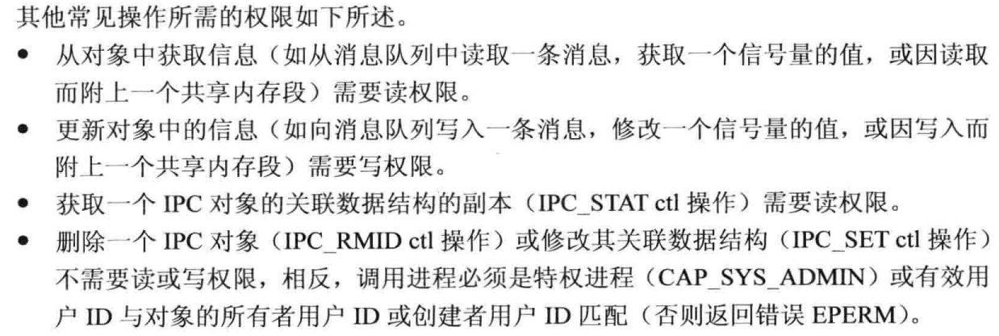 其他常见操作所需的权限如下所述。
● 从对象中获取信息（如从消息队列中读取一条消息，获取一个信号量的值，或因读取
而附上一个共享内存段）需要读权限。
● 更新对象中的信息（如向消息队列写入一条消息，修改一个信号量的值，或因写入而
附上一个共享内存段）需要写权限。
● 获取一个 IPC 对象的关联数据结构的副本（IPC_STAT ctl 操作）需要读权限。
● 删除一个 IPC 对象（IPC_RMID ctl 操作）或修改其关联数据结构（IPC_SET ctl 操作）
不需要读或写权限，相反，调用进程必须是特权进程（CAP_SYS_ADMIN）或有效用
户 ID 与对象的所有者用户 ID 或创建者用户 ID 匹配（否则返回错误 EPERM）。